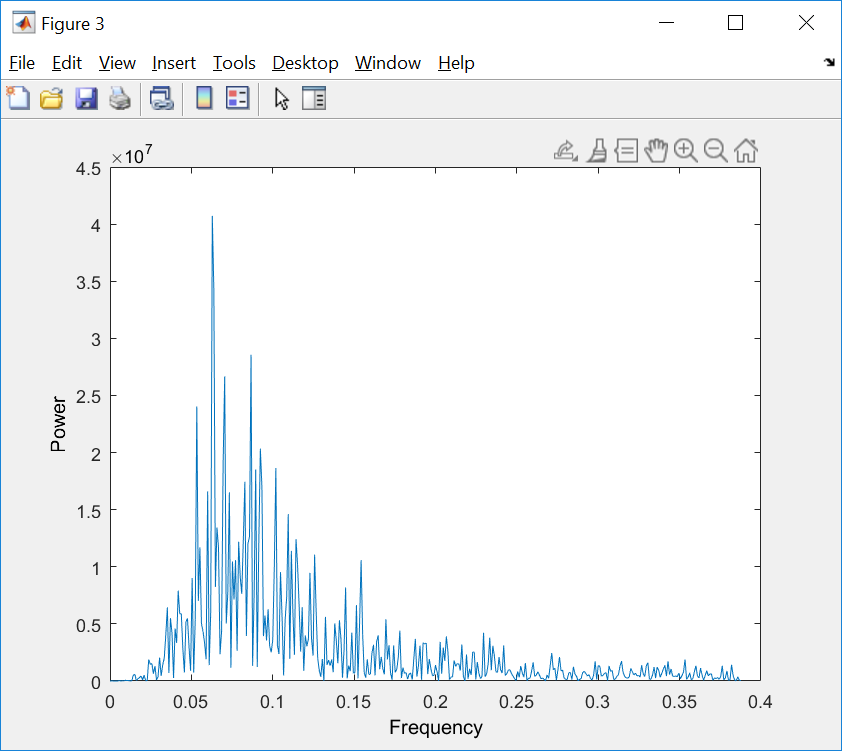 Figure 3
File Edit View Insert Tools Desktop Window Help
×10⁷
4.5
4
3.5
3
2.5
2
1.5
1
0.5
0
Power
0 0.05 0.1 0.15 0.2 0.25 0.3 0.35 0.4
Frequency